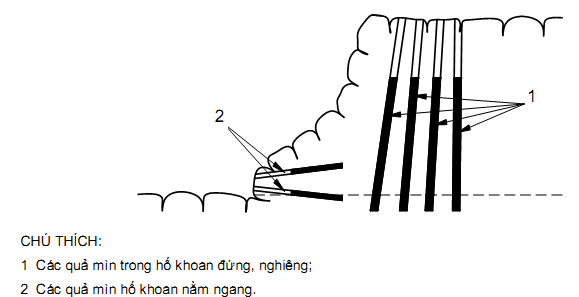 1
2
CHÚ THÍCH:
1 Các quả mìn trong hố khoan đứng, nghiêng;
2 Các quả mìn hố khoan nằm ngang.